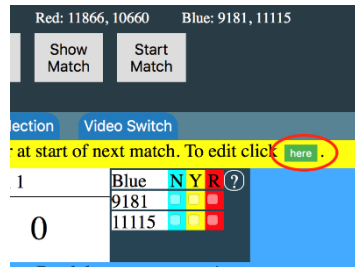 Red: 11866, 10660 Blue: 9181, 11115
Show Match
Start Match
lection Video Switch
r at start of next match. To edit click here .
1
Blue N Y R ?
9181
11115
0